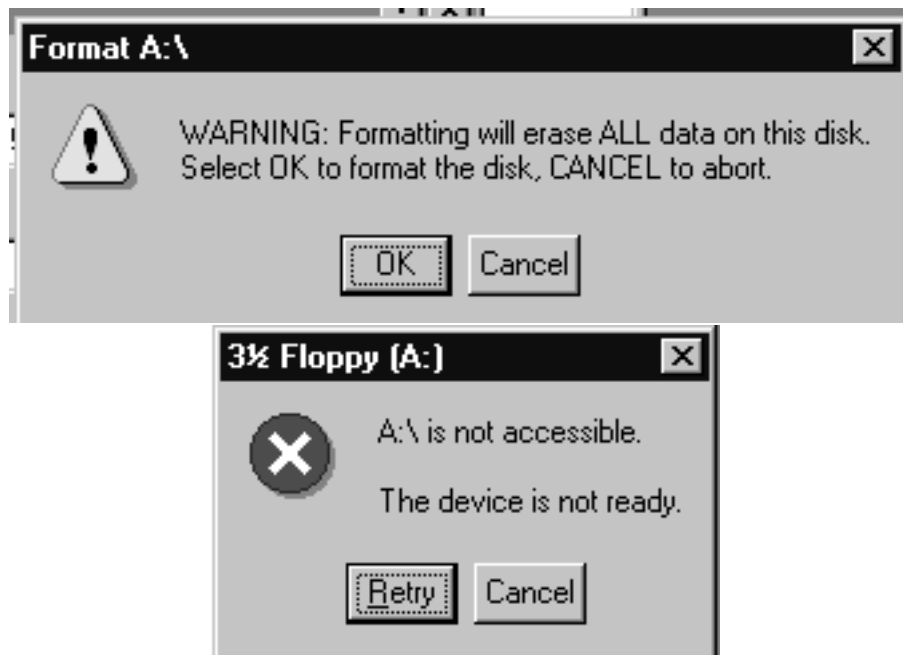 Format A:\
WARNING: Formatting will erase ALL data on this disk.
Select OK to format the disk, CANCEL to abort.
OK Cancel
3½ Floppy (A:)
A:\ is not accessible.
The device is not ready.
Retry Cancel